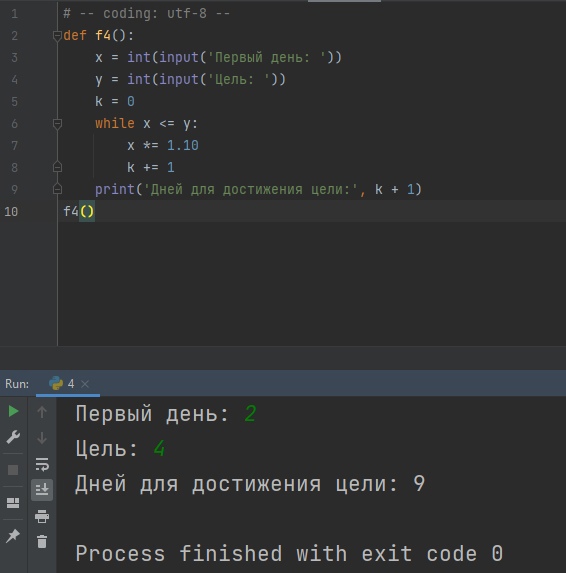 1 # -- coding: utf-8 --
2 def f4():
3 x = int(input('Первый день: '))
4 y = int(input('Цель: '))
5 k = 0
6 while x <= y:
7 x *= 1.10
8 k += 1
9 print('Дней для достижения цели:', k + 1)
10 f4()
Run: 4 ×
Первый день: 2
Цель: 4
Дней для достижения цели: 9
Process finished with exit code 0